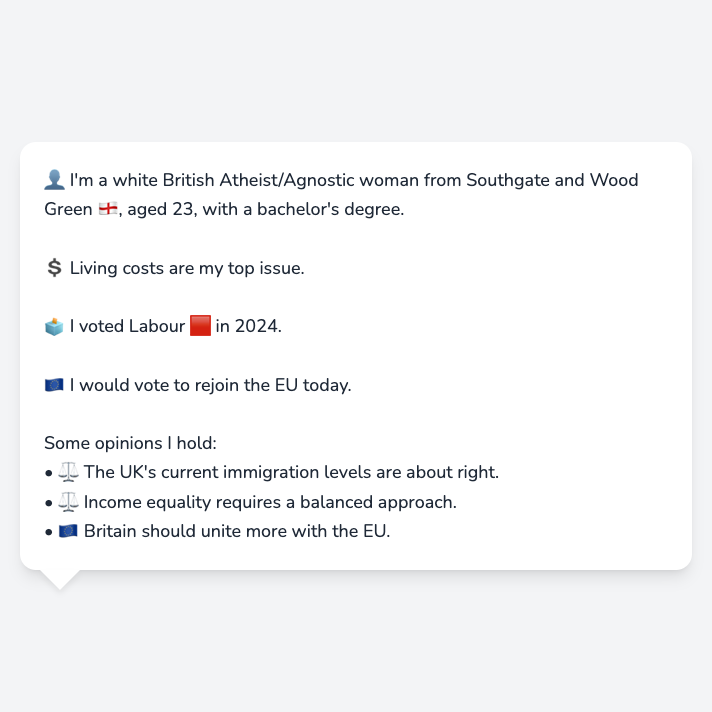 👤 I'm a white British Atheist/Agnostic woman from Southgate and Wood
Green 🏴󠁧󠁢󠁥󠁮󠁧󠁿, aged 23, with a bachelor's degree.
💲 Living costs are my top issue.
🗳️ I voted Labour 🟥 in 2024.
🇪🇺 I would vote to rejoin the EU today.
Some opinions I hold:
• ⚖️ The UK's current immigration levels are about right.
• ⚖️ Income equality requires a balanced approach.
• 🇪🇺 Britain should unite more with the EU.